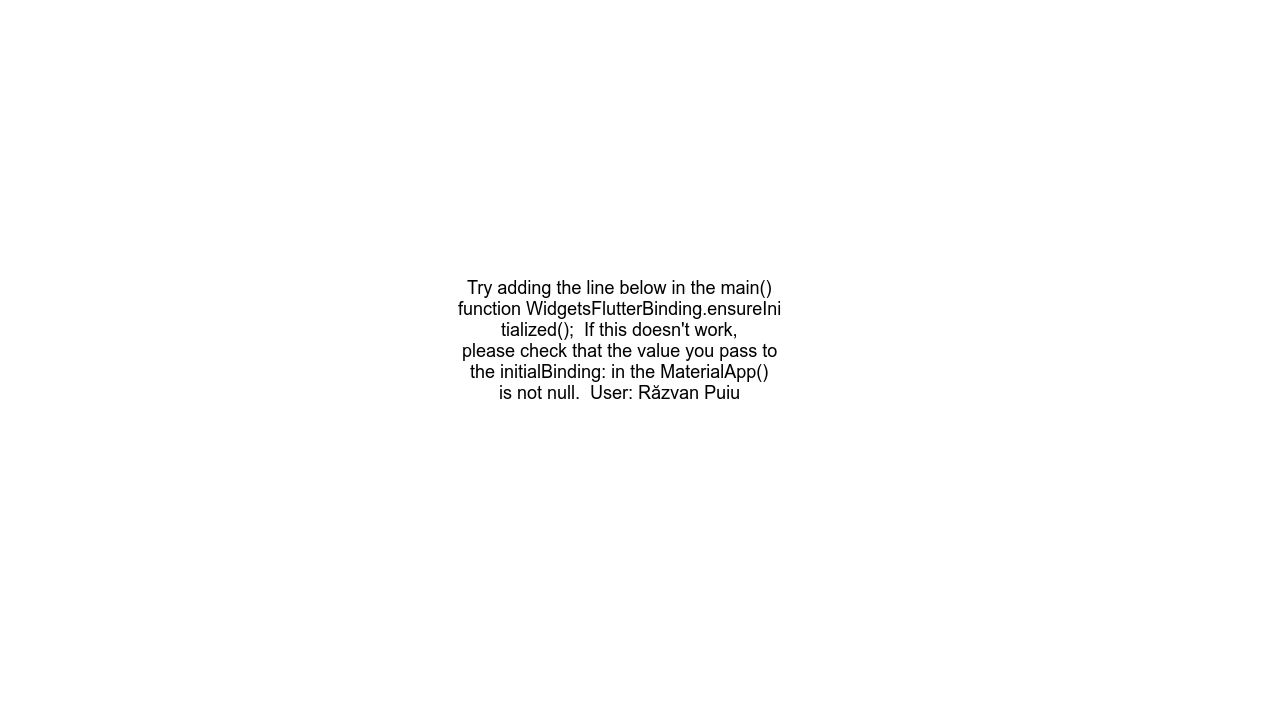 Try adding the line below in the main()
function WidgetsFlutterBinding.ensureIni
tialized();  If this doesn't work,
please check that the value you pass to
the initialBinding: in the MaterialApp()
is not null.  User: Răzvan Puiu